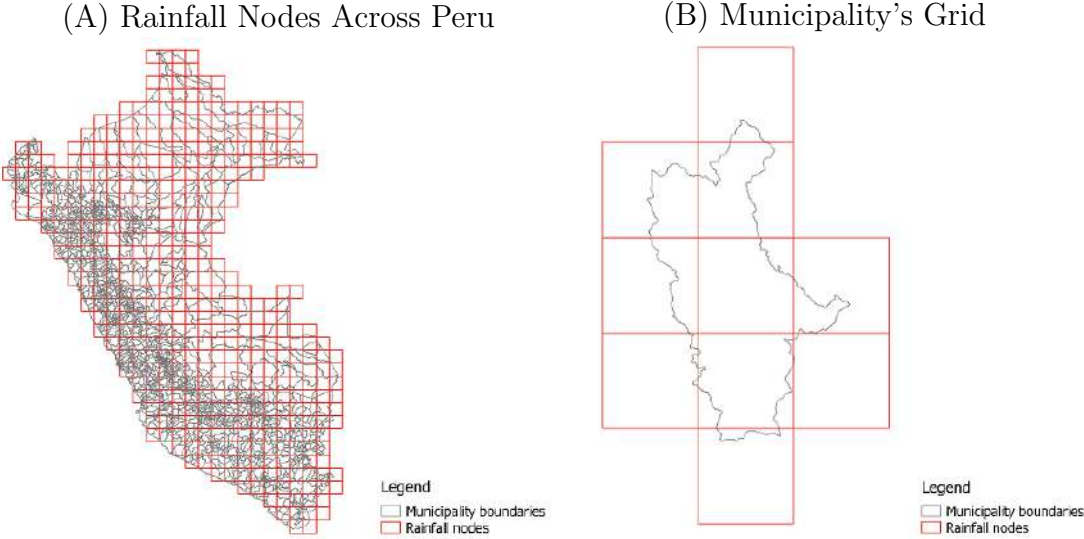 (A) Rainfall Nodes Across Peru
(B) Municipality's Grid
Legend
Municipality boundaries
Rainfall nodes
Legend
Municipality boundaries
Rainfall nodes